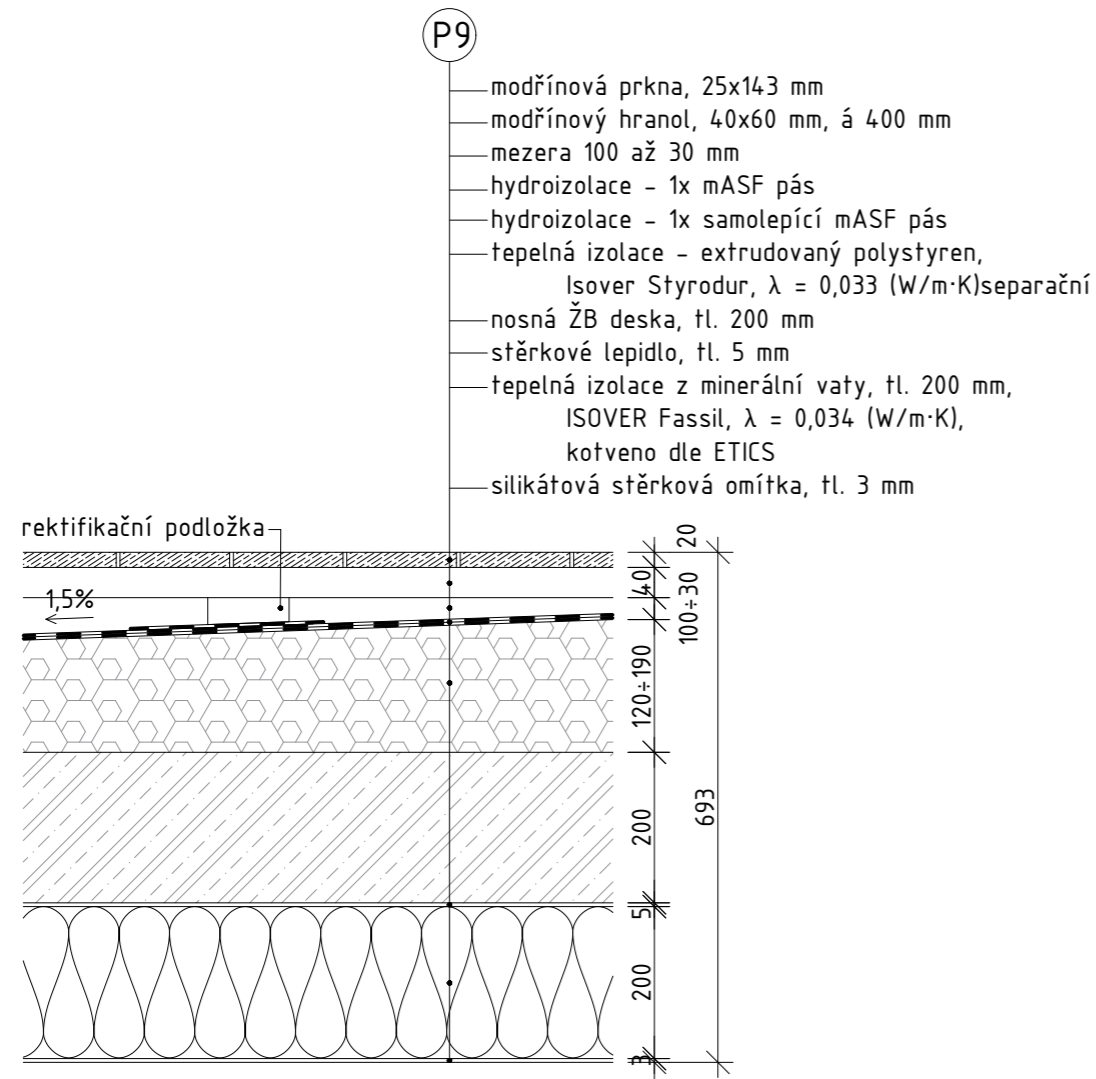 P9
modřínová prkna, 25x143 mm
modřínový hranol, 40x60 mm, á 400 mm
mezera 100 až 30 mm
hydroizolace - 1x mASF pás
hydroizolace - 1x samolepící mASF pás
tepelná izolace - extrudovaný polystyren,
Isover Styrodur, λ = 0,033 (W/m·K)separační
nosná ŽB deska, tl. 200 mm
stěrkové lepidlo, tl. 5 mm
tepelná izolace z minerální vaty, tl. 200 mm,
ISOVER Fassil, λ = 0,034 (W/m·K),
kotveno dle ETICS
silikátová stěrková omítka, tl. 3 mm
rektifikační podložka
1,5%
20
40
100÷30
120÷190
200
5
200
3
693